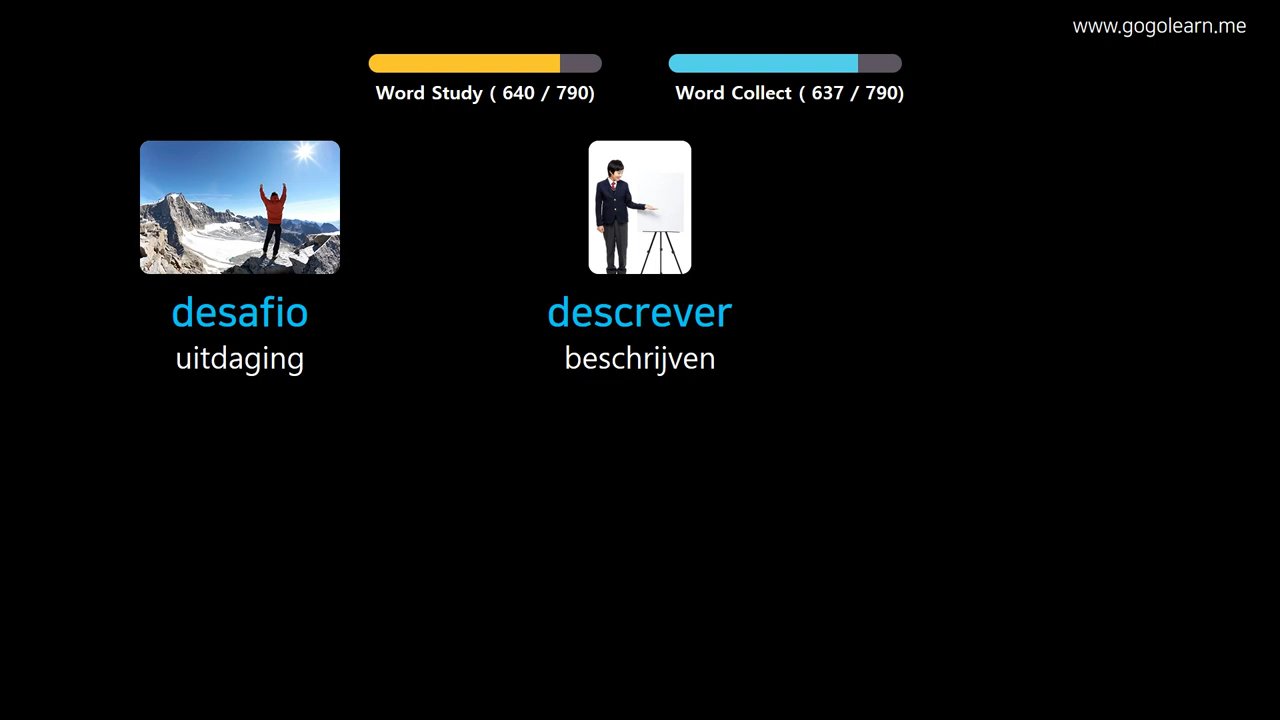 www.gogolearn.me
Word Study ( 640 / 790)
Word Collect ( 637 / 790)
desafio
uitdaging
descrever
beschrijven